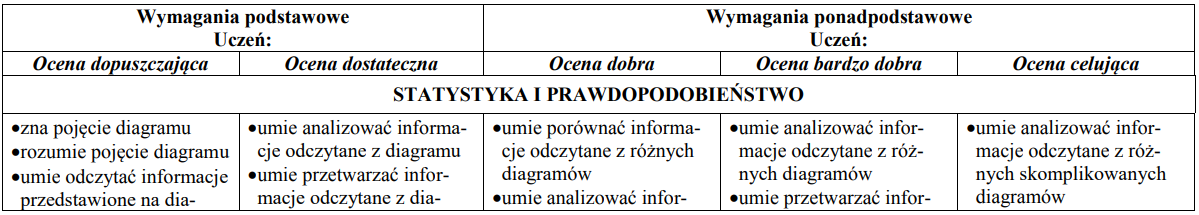 Wymagania podstawowe
Uczeń:
Wymagania ponadpodstawowe
Uczeń:
Ocena dopuszczająca
Ocena dostateczna
Ocena dobra
Ocena bardzo dobra
Ocena celująca
STATYSTYKA I PRAWDOPODOBIEŃSTWO
•zna pojęcie diagramu
•rozumie pojęcie diagramu
•umie odczytać informacje
przedstawione na dia-
•umie analizować informa-
cje odczytane z diagramu
•umie przetwarzać infor-
macje odczytane z dia-
•umie porównać informa-
cje odczytane z różnych
diagramów
•umie analizować infor-
•umie analizować infor-
macje odczytane z róż-
nych diagramów
•umie przetwarzać infor-
•umie analizować infor-
macje odczytane z róż-
nych skomplikowanych
diagramów